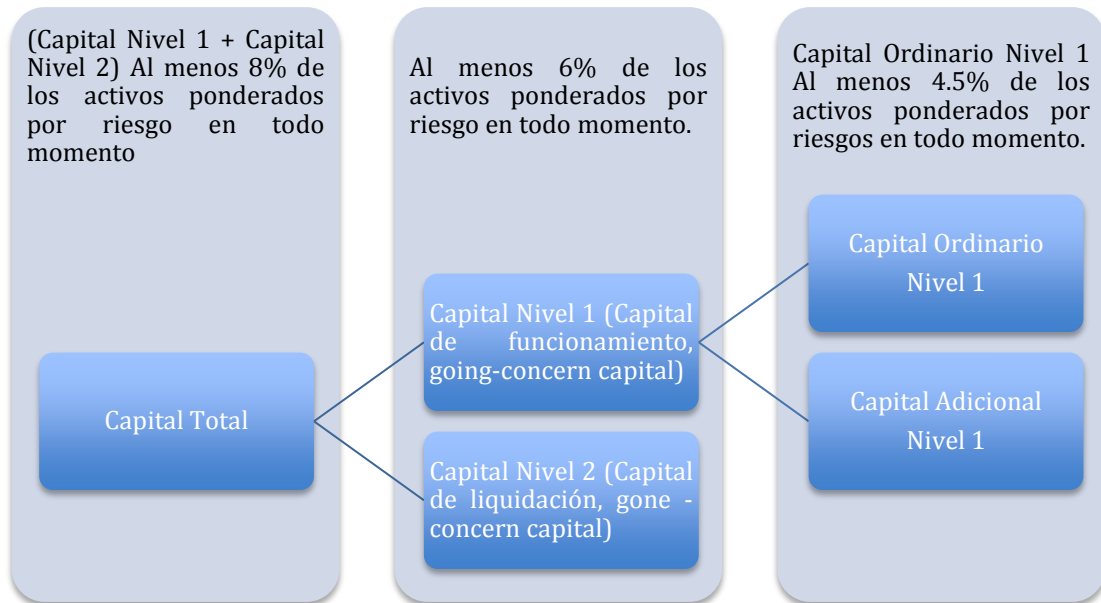 (Capital Nivel 1 + Capital
Nivel 2) Al menos 8% de
los activos ponderados
por riesgo en todo
momento
Capital Total
Al menos 6% de los
activos ponderados por
riesgo en todo momento.
Capital Nivel 1 (Capital
de funcionamiento,
going-concern capital)
Capital Nivel 2 (Capital
de liquidación, gone -
concern capital)
Capital Ordinario Nivel 1
Al menos 4.5% de los
activos ponderados por
riesgos en todo momento.
Capital Ordinario
Nivel 1
Capital Adicional
Nivel 1